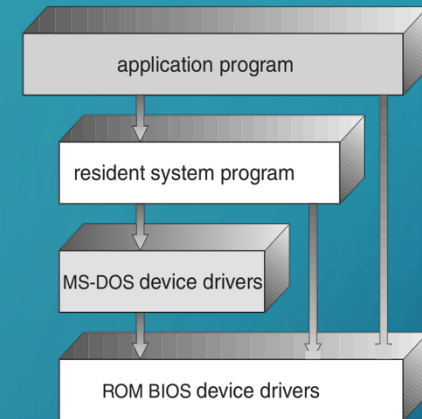 application program
resident system program
MS-DOS device drivers
ROM BIOS device drivers